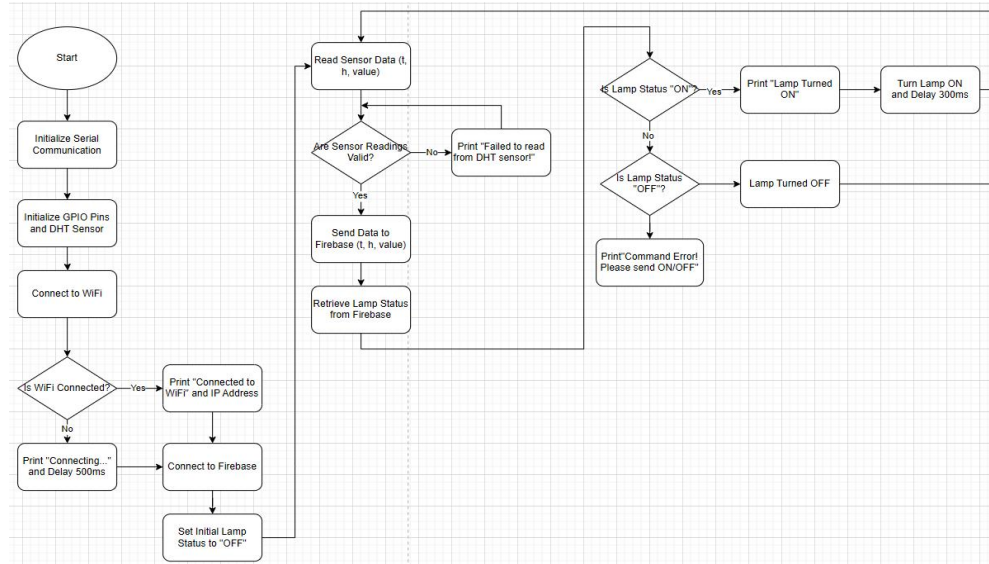 Start
Initialize Serial
Communication
Initialize GPIO Pins
and DHT Sensor
Connect to WiFi
Is WiFi Connected?
Yes
Print "Connected to
WiFi" and IP Address
No
Print "Connecting..."
and Delay 500ms
Connect to Firebase
Set Initial Lamp
Status to "OFF"
Read Sensor Data (t,
h, value)
Are Sensor Readings
Valid?
No
Print "Failed to read
from DHT sensor!"
Yes
Send Data to
Firebase (t, h, value)
Retrieve Lamp Status
from Firebase
Is Lamp Status "ON"?
Yes
Print "Lamp Turned
ON"
Turn Lamp ON
and Delay 300ms
No
Is Lamp Status
"OFF"?
Lamp Turned OFF
Print"Command Error!
Please send ON/OFF"